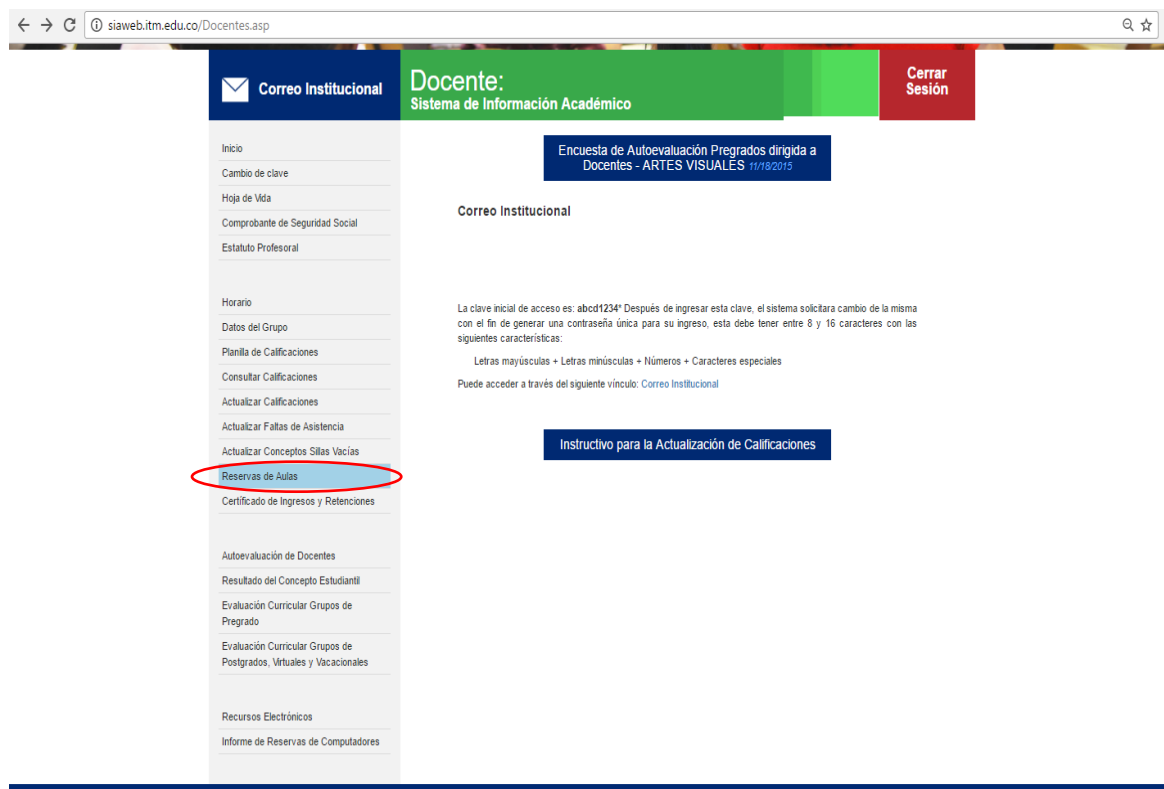 siaweb.itm.edu.co/Docentes.asp
Correo Institucional
Docente:
Sistema de Información Académico
Cerrar
Sesión
Inicio
Cambio de clave
Hoja de Vida
Comprobante de Seguridad Social
Estatuto Profesoral
Horario
Datos del Grupo
Planilla de Calificaciones
Consultar Calificaciones
Actualizar Calificaciones
Actualizar Faltas de Asistencia
Actualizar Conceptos Sillas Vacías
Reservas de Aulas
Certificado de Ingresos y Retenciones
Autoevaluación de Docentes
Resultado del Concepto Estudiantil
Evaluación Curricular Grupos de
Pregrado
Evaluación Curricular Grupos de
Postgrados, Virtuales y Vacacionales
Recursos Electrónicos
Informe de Reservas de Computadores
Encuesta de Autoevaluación Pregrados dirigida a
Docentes - ARTES VISUALES 11/18/2015
Correo Institucional
La clave inicial de acceso es: abcd1234* Después de ingresar esta clave, el sistema solicitara cambio de la misma
con el fin de generar una contraseña única para su ingreso, esta debe tener entre 8 y 16 caracteres con las
siguientes características:
Letras mayúsculas + Letras minúsculas + Números + Caracteres especiales
Puede acceder a través del siguiente vínculo: Correo Institucional
Instructivo para la Actualización de Calificaciones